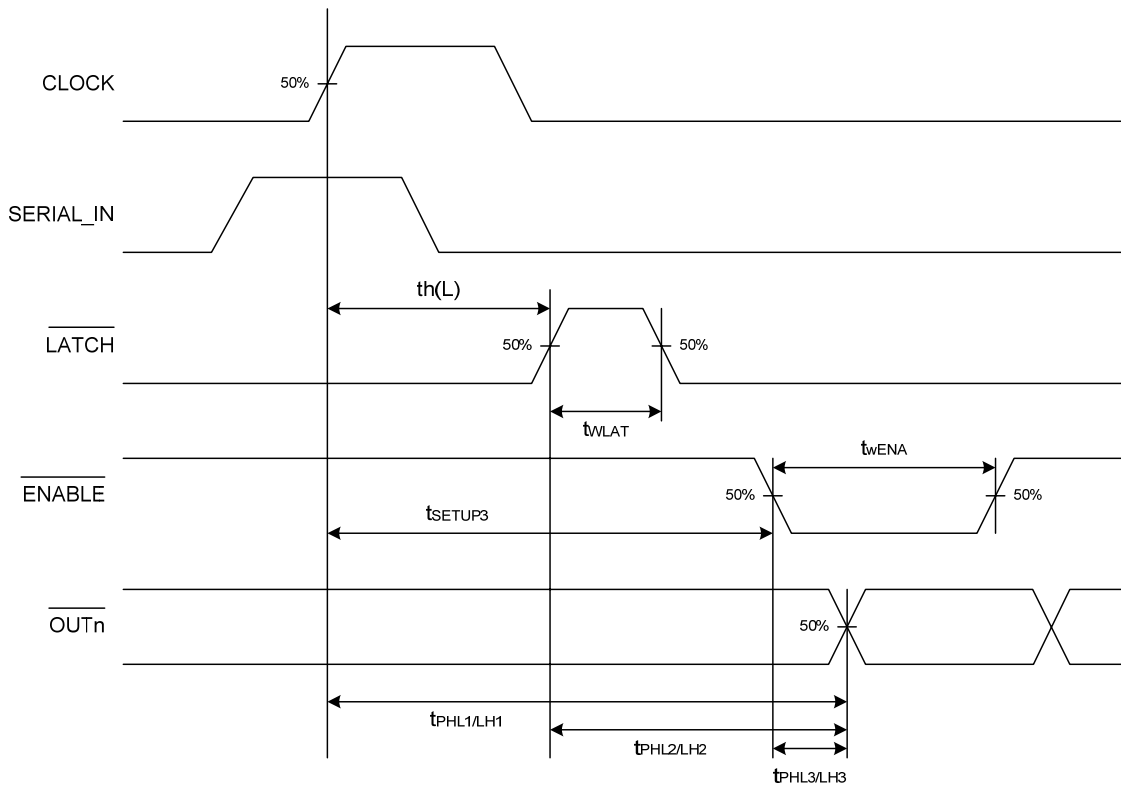 CLOCK
50%
SERIAL_IN
th(L)
LATCH
50%
50%
tWLAT
twENA
ENABLE
50%
50%
tSETUP3
OUTn
50%
tPHL1/LH1
tPHL2/LH2
tPHL3/LH3